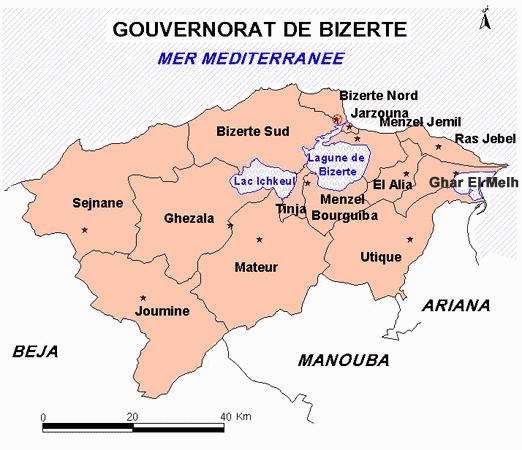 GOUVERNORAT DE BIZERTE
MER MEDITERRANEE
Bizerte Nord
Jarzouna
Menzel Jemil
Bizerte Sud
Ras Jebel
Lagune de
Bizerte
Lac Ichkeul
El Alia
Ghar El Melh
Sejnane
Ghezala
Tinja
Menzel
Bourguiba
Mateur
Utique
Joumine
ARIANA
BEJA
MANOUBA
0 20 40 Km